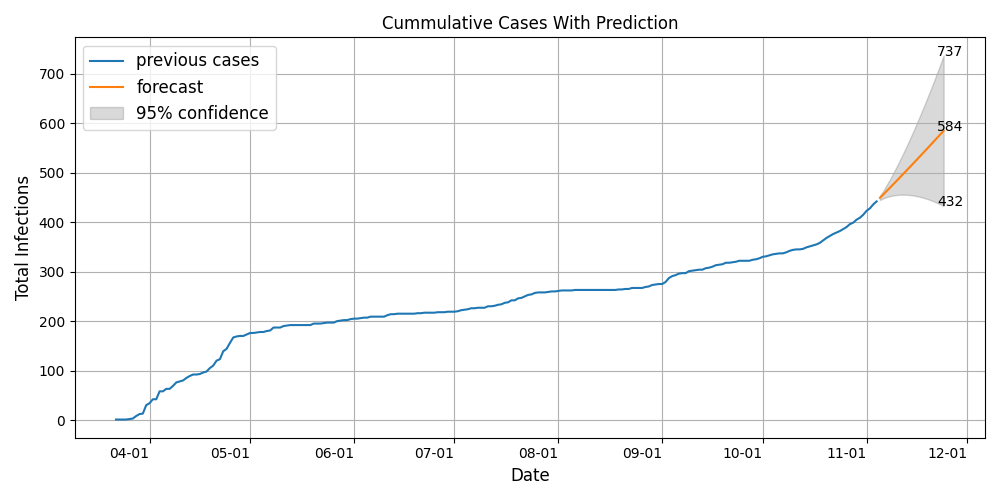 Cummulative Cases With Prediction
previous cases
forecast
95% confidence
737
584
432
Total Infections
700
600
500
400
300
200
100
0
04-01 05-01 06-01 07-01 08-01 09-01 10-01 11-01 12-01
Date